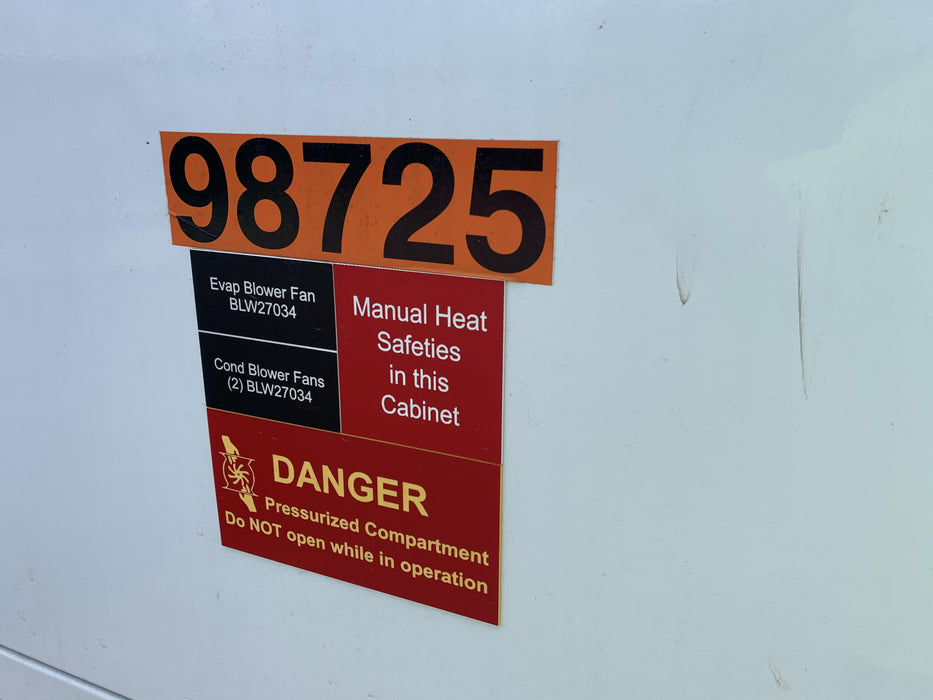 98725
Evap Blower Fan
BLW27034
Cond Blower Fans
(2) BLW27034
Manual Heat
Safeties
in this
Cabinet
DANGER
Pressurized Compartment
Do NOT open while in operation